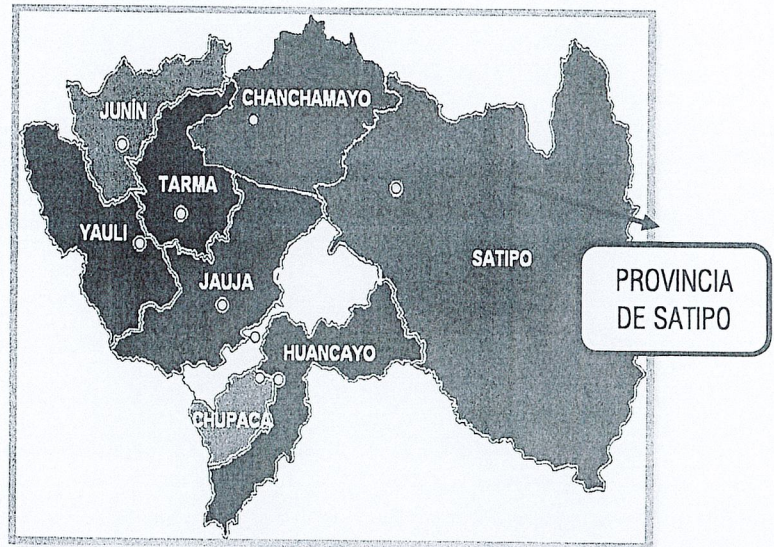 JUNÍN
CHANCHAMAYO
TARMA
YAULI
SATIPO
JAUJA
HUANCAYO
CHUPACA
PROVINCIA
DE SATIPO